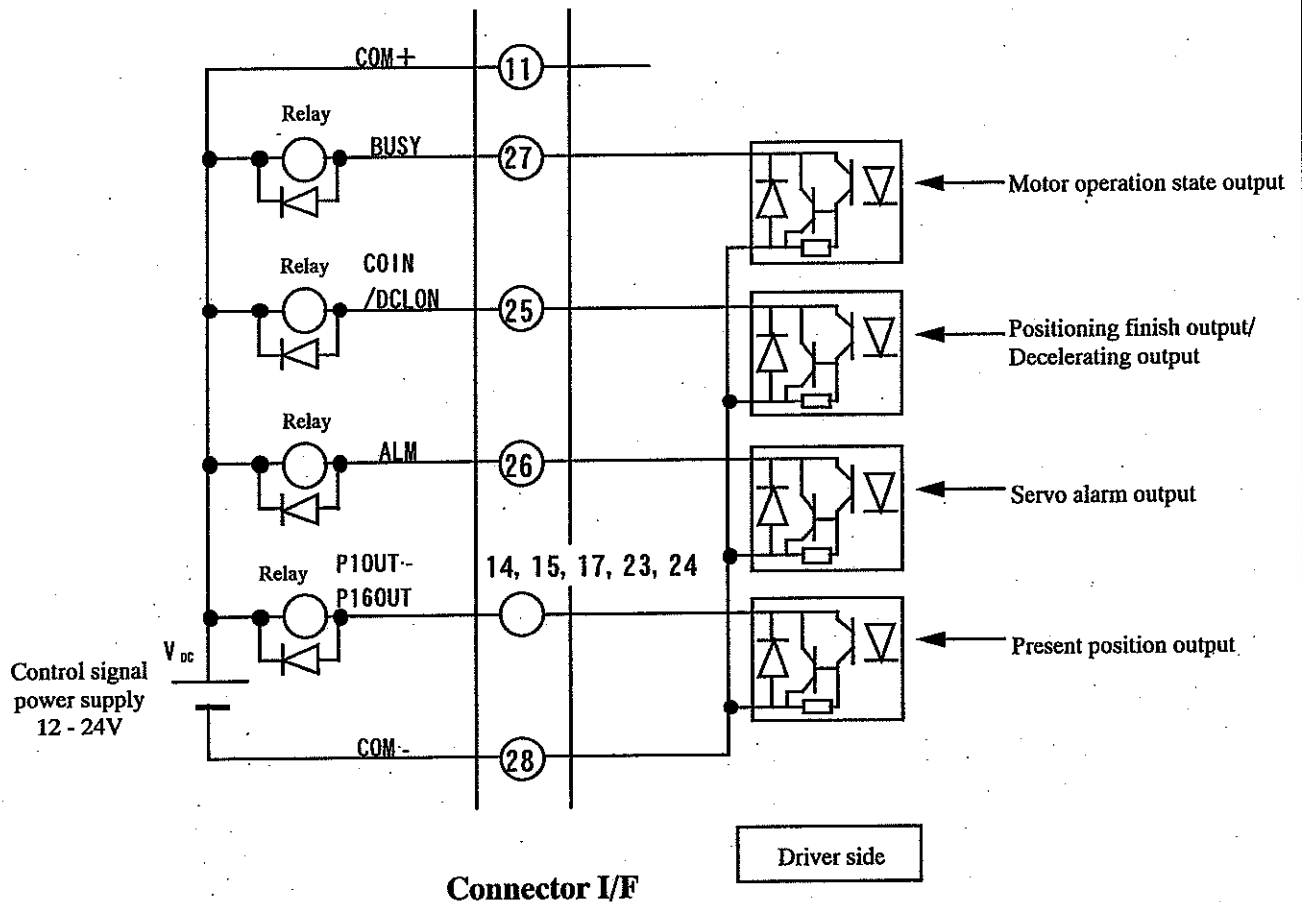 COM+
11
Relay
BUSY
27
Motor operation state output
Relay
COIN
/DCLON
25
Positioning finish output/
Decelerating output
Relay
ALM
26
Servo alarm output
Relay
P1OUT-
P16OUT
14, 15, 17, 23, 24
Present position output
V DC
Control signal
power supply
12 - 24V
COM-
28
Driver side
Connector I/F